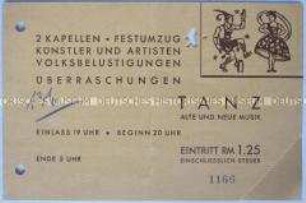 2 KAPELLEN • FESTUMZUG
KÜNSTLER UND ARTISTEN
VOLKSBELUSTIGUNGEN
ÜBERRASCHUNGEN
TANZ
ALTE UND NEUE MUSIK
EINLASS 19 UHR • BEGINN 20 UHR
ENDE 3 UHR
EINTRITT RM 1.25
EINSCHLIESSLICH STEUER
1166